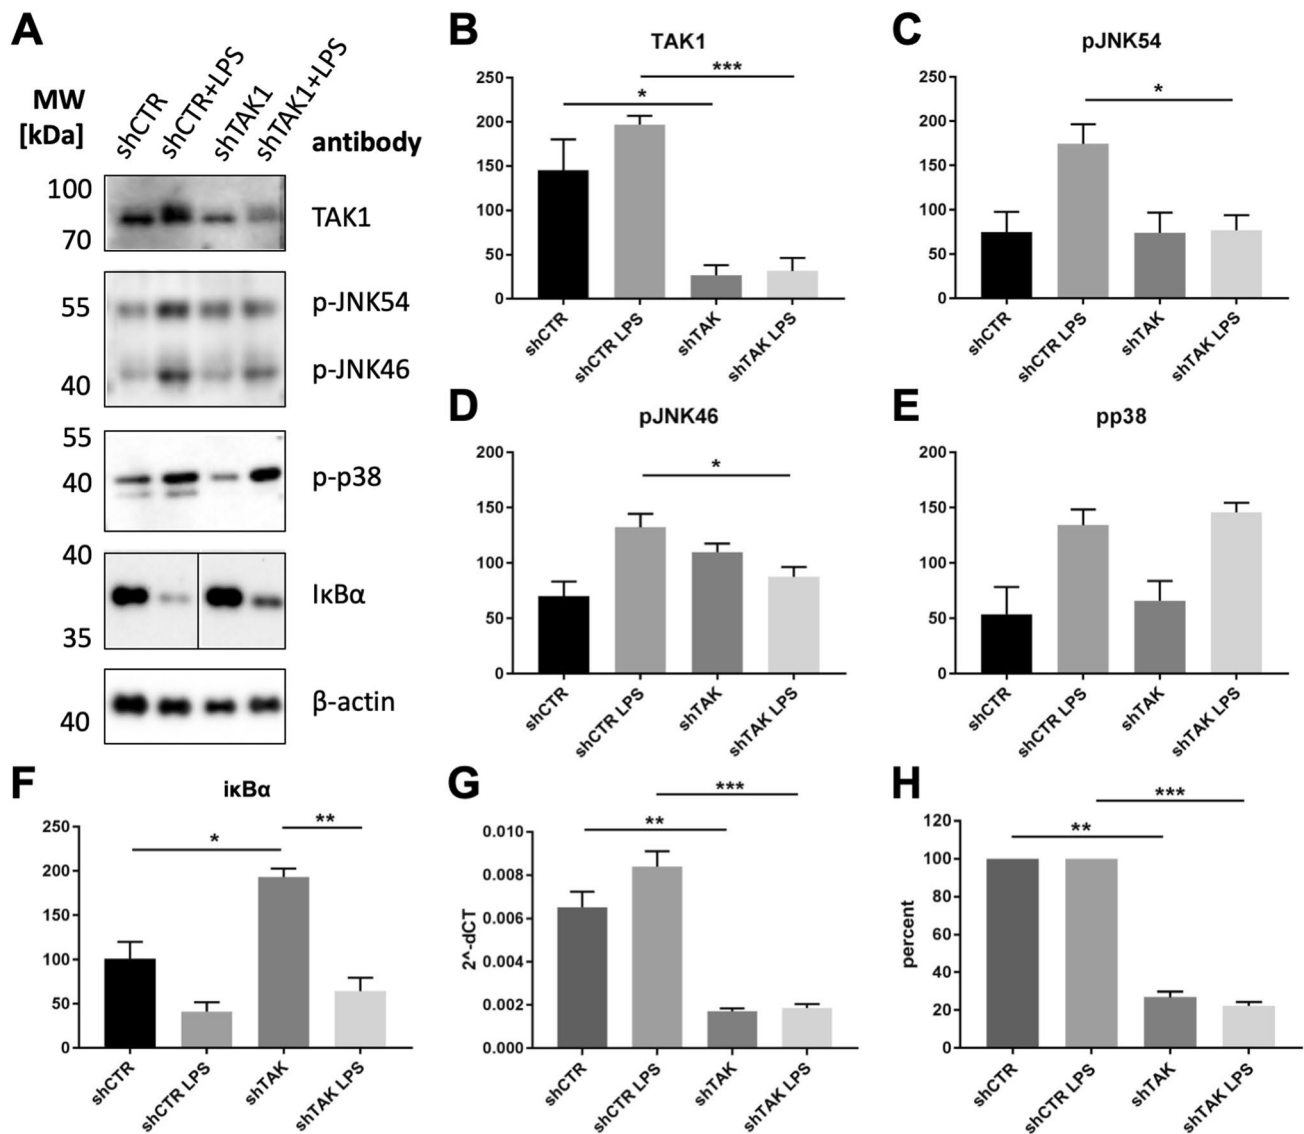 A
MW
[kDa]
shCTR
shCTR+LPS
shTAK1
shTAK1+LPS
antibody
100
70
TAK1
55
40
p-JNK54
p-JNK46
55
40
p-p38
40
35
IκBα
40
β-actin
B
TAK1
***
*
250
200
150
100
50
0
shCTR
shCTR LPS
shTAK
shTAK LPS
C
pJNK54
*
250
200
150
100
50
0
shCTR
shCTR LPS
shTAK
shTAK LPS
D
pJNK46
*
200
150
100
50
0
shCTR
shCTR LPS
shTAK
shTAK LPS
E
pp38
200
150
100
50
0
shCTR
shCTR LPS
shTAK
shTAK LPS
F
iκBα
**
*
250
200
150
100
50
0
shCTR
shCTR LPS
shTAK
shTAK LPS
G
***
**
2^-dCT
0.010
0.008
0.006
0.004
0.002
0.000
shCTR
shCTR LPS
shTAK
shTAK LPS
H
***
**
percent
120
100
80
60
40
20
0
shCTR
shCTR LPS
shTAK
shTAK LPS